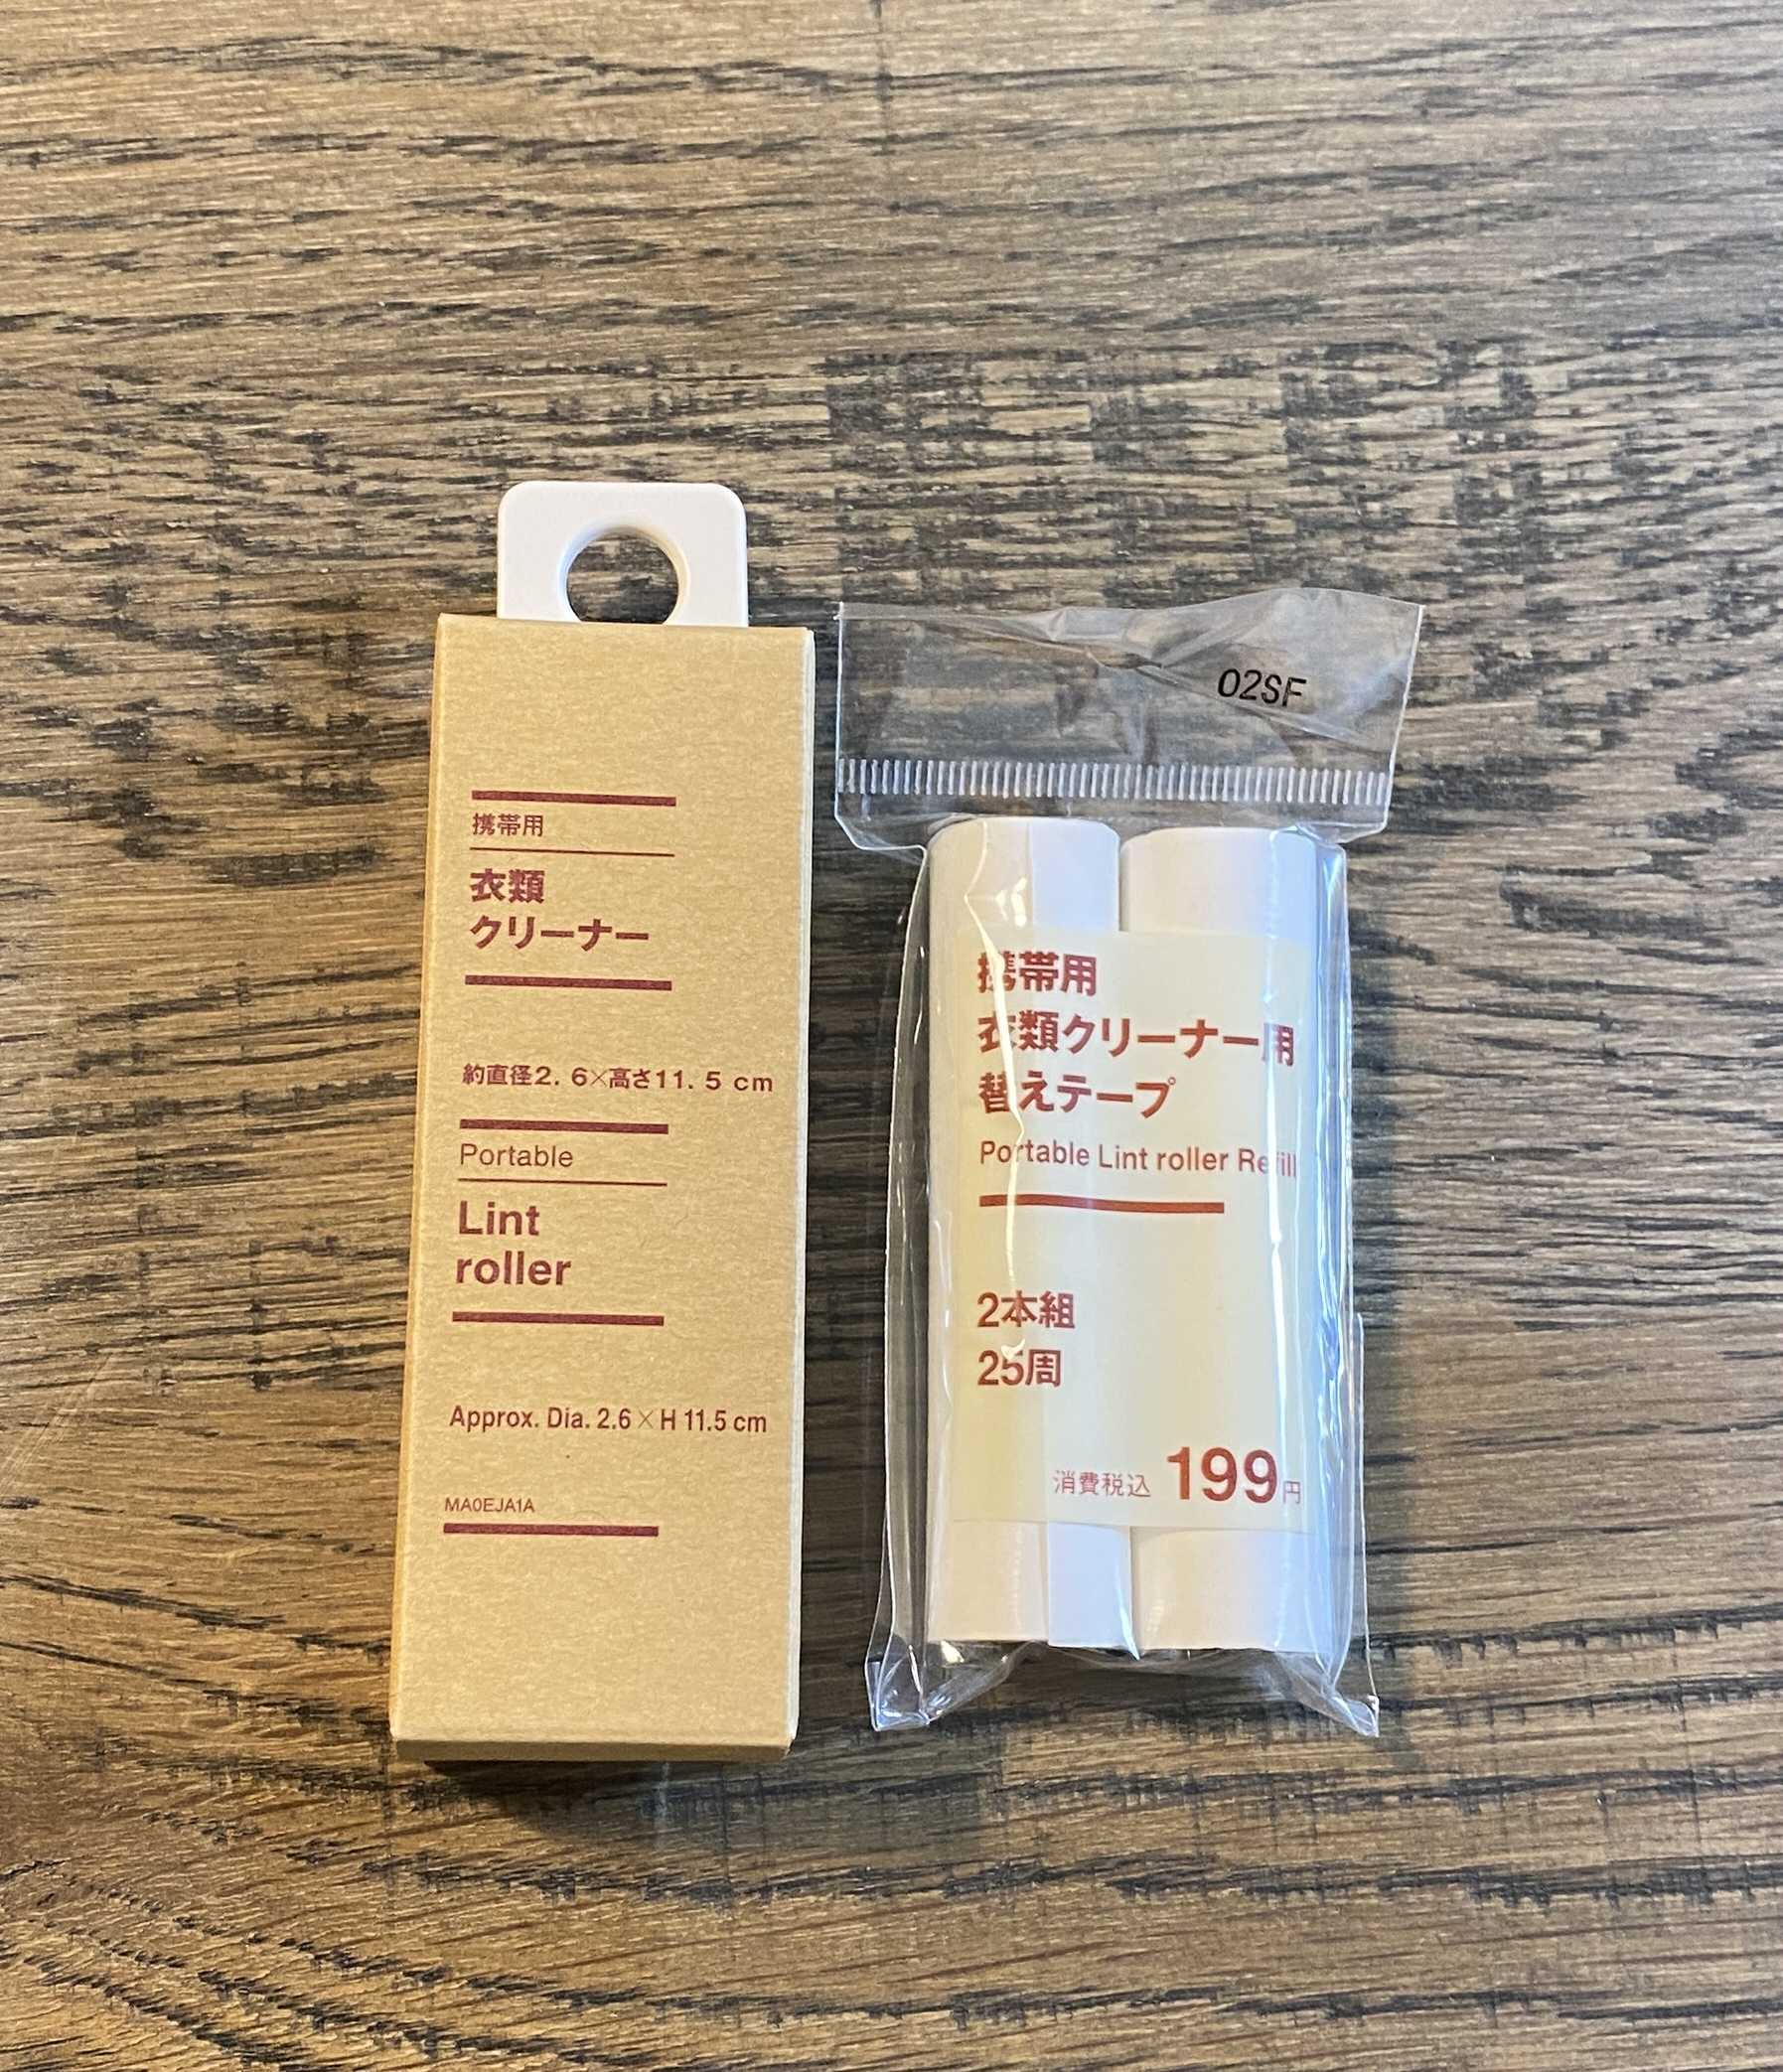 携帯用
衣類
クリーナー
約直径2.6×高さ11.5cm
Portable
Lint
roller
Approx. Dia. 2.6×H 11.5cm
MA0EJA1A
02SF
携帯用
衣類クリーナー用
替えテープ
Portable Lint roller Refill
2本組
25周
消費税込 199円